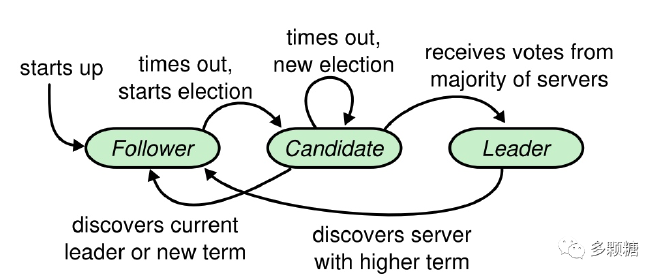 starts up
times out,
starts election
times out,
new election
receives votes from
majority of servers
Follower
Candidate
Leader
discovers current
leader or new term
discovers server
with higher term
多颗糖